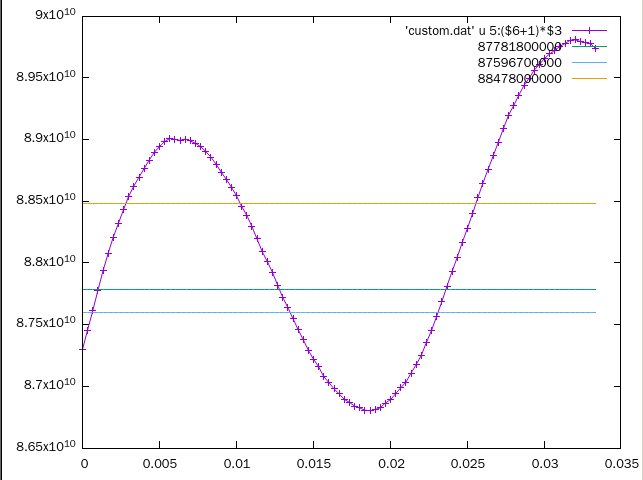 9x10^10
'custom.dat' u 5:($6+1)*$3
87781800000
87596700000
88478000000
8.95x10^10
8.9x10^10
8.85x10^10
8.8x10^10
8.75x10^10
8.7x10^10
8.65x10^10
0 0.005 0.01 0.015 0.02 0.025 0.03 0.035